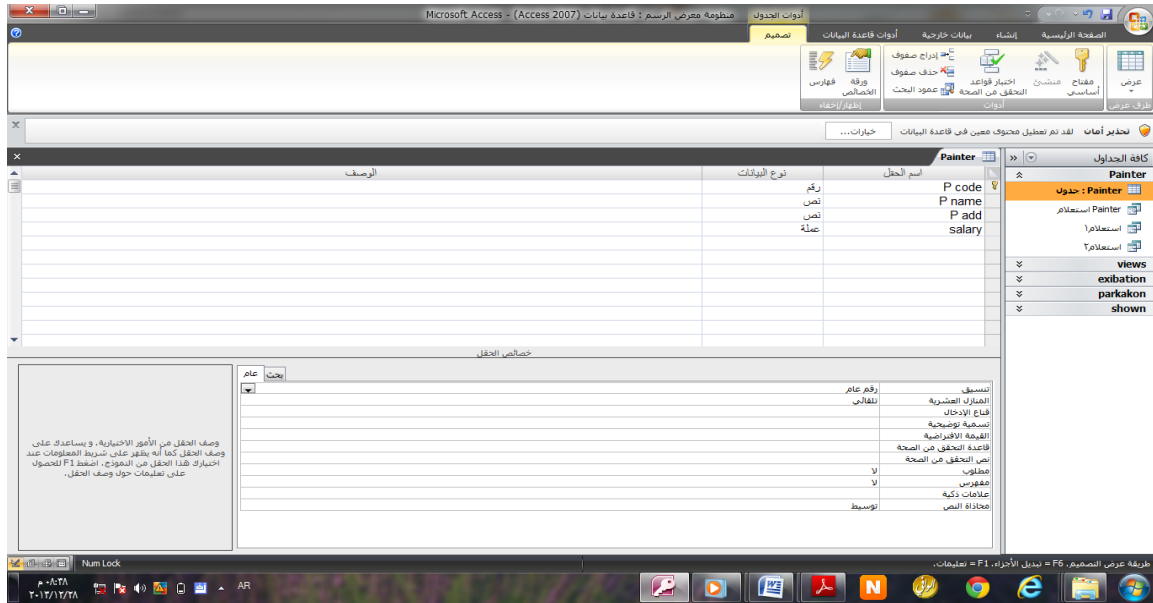 أدوات الجدول
منظومة معرض الرسم : قاعدة بيانات (Access 2007) - Microsoft Access
الصفحة الرئيسية
إنشاء
بيانات خارجية
أدوات قاعدة البيانات
تصميم
عرض
مفتاح أساسي
منشئ
اختبار قواعد التحقق من الصحة
إدراج صفوف
حذف صفوف
عمود البحث
ورقة الخصائص
فهارس
طرق عرض
أدوات
إظهار/إخفاء
تحذير أمان لقد تم تعطيل محتوى معين في قاعدة البيانات
خيارات...
كافة الجداول
Painter
Painter : جدول
Painter استعلام
استعلام١
استعلام٢
views
exibation
parkakon
shown
Painter
اسم الحقل
نوع البيانات
الوصف
P code
رقم
P name
نص
P add
نص
salary
عملة
خصائص الحقل
عام
بحث
تنسيق
رقم عام
المنازل العشرية
تلقائي
قناع الإدخال
تسمية توضيحية
القيمة الافتراضية
قاعدة التحقق من الصحة
نص التحقق من الصحة
مطلوب
لا
مفهرس
لا
علامات ذكية
محاذاة النص
توسيط
وصف الحقل من الأمور الاختيارية، و يساعدك على
وصف الحقل كما أنه يظهر على شريط المعلومات عند
اختيارك هذا الحقل من النموذج. اضغط F1 للحصول
على تعليمات حول وصف الحقل.
طريقة عرض التصميم. F6 = تبديل الأجزاء. F1 = تعليمات.
Num Lock
AR
٠٨:٣٨ م
٢٠١٣/١٢/٢٨